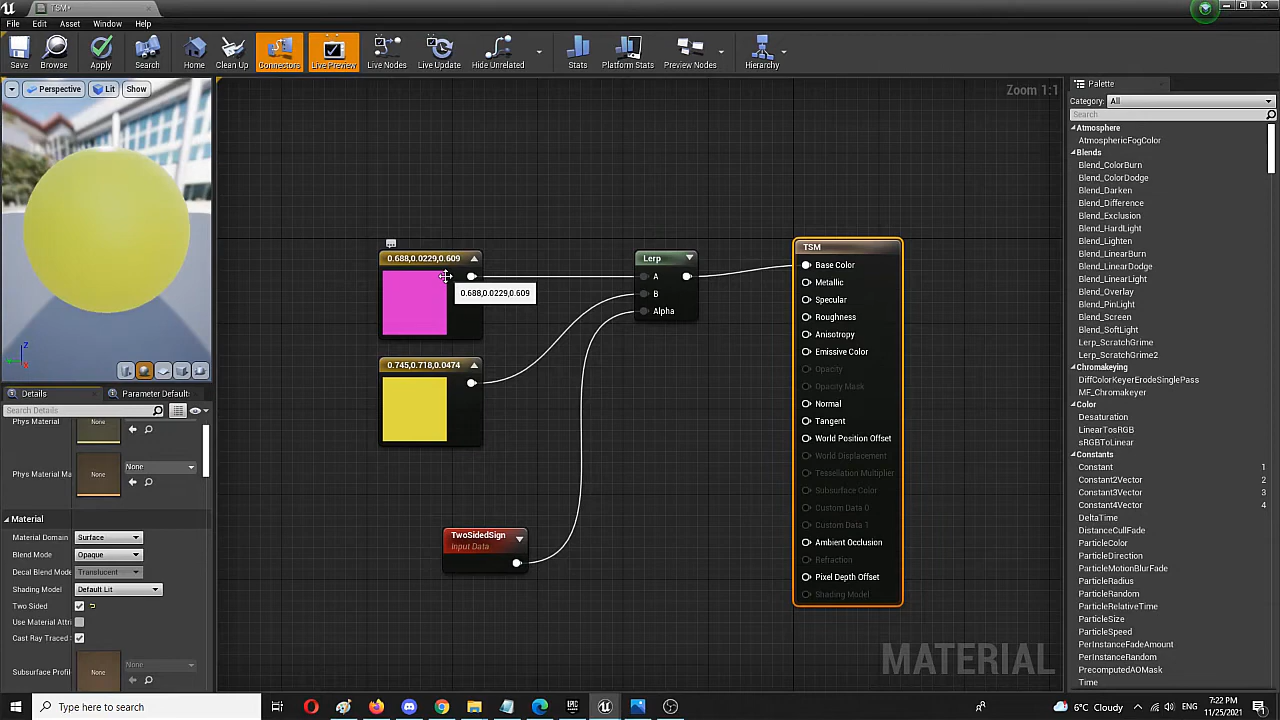 TSM*
File Edit Asset Window Help
Save Browse Apply Search Home Clean Up Connectors Live Preview Live Nodes Live Update Hide Unrelated Stats Platform Stats Preview Nodes Hierarchy
Perspective Lit Show
Zoom 1:1
0.688,0.0229,0.609
0.688,0.0229,0.609
0.745,0.718,0.0474
TwoSidedSign
Input Data
Lerp
A
B
Alpha
TSM
Base Color
Metallic
Specular
Roughness
Anisotropy
Emissive Color
Opacity
Opacity Mask
Normal
Tangent
World Position Offset
World Displacement
Tessellation Multiplier
Subsurface Color
Custom Data 0
Custom Data 1
Ambient Occlusion
Refraction
Pixel Depth Offset
Shading Model
MATERIAL
Z
X
Details Parameter Default:
Search Details
Phys Material None
Phys Material Ma None None
Material
Material Domain Surface
Blend Mode Opaque
Decal Blend Mode Translucent
Shading Model Default Lit
Two Sided
Use Material Attri
Cast Ray Traced
Subsurface Profil None None
Palette
Category: All
Search
Atmosphere
AtmosphericFogColor
Blends
Blend_ColorBurn
Blend_ColorDodge
Blend_Darken
Blend_Difference
Blend_Exclusion
Blend_HardLight
Blend_Lighten
Blend_LinearBurn
Blend_LinearDodge
Blend_LinearLight
Blend_Overlay
Blend_PinLight
Blend_Screen
Blend_SoftLight
Lerp_ScratchGrime
Lerp_ScratchGrime2
Chromakeying
DiffColorKeyerErodeSinglePass
MF_Chromakeyer
Color
Desaturation
LinearTosRGB
sRGBToLinear
Constants
Constant 1
Constant2Vector 2
Constant3Vector 3
Constant4Vector 4
DeltaTime
DistanceCullFade
ParticleColor
ParticleDirection
ParticleMotionBlurFade
ParticleRadius
ParticleRandom
ParticleRelativeTime
ParticleSize
ParticleSpeed
PerInstanceFadeAmount
PerInstanceRandom
PrecomputedAOMask
Time
Type here to search
6°C Cloudy
7:22 PM
11/25/2021